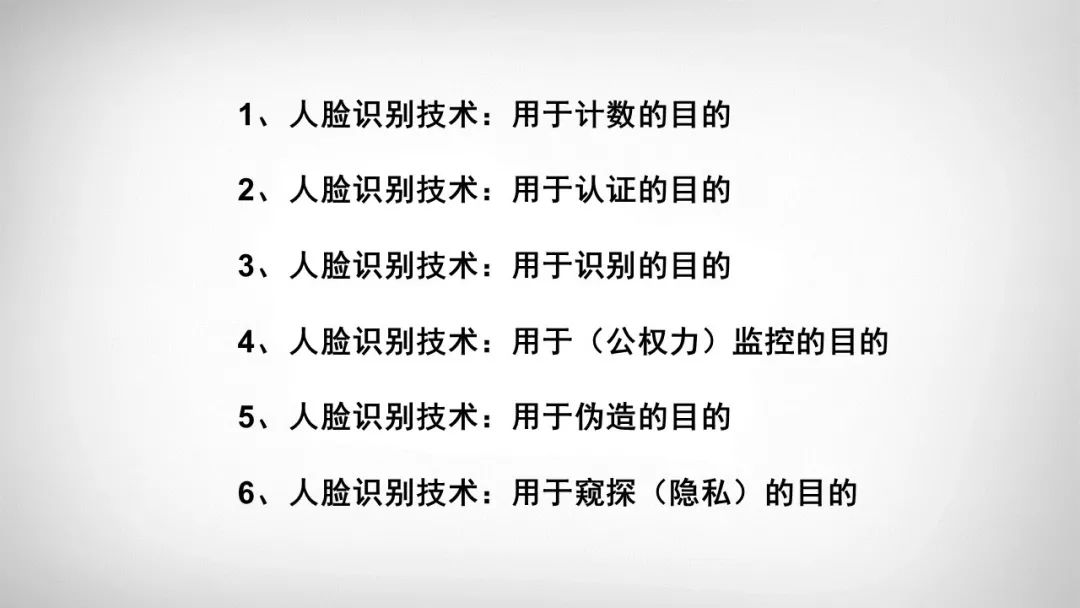 1、人脸识别技术：用于计数的目的
2、人脸识别技术：用于认证的目的
3、人脸识别技术：用于识别的目的
4、人脸识别技术：用于（公权力）监控的目的
5、人脸识别技术：用于伪造的目的
6、人脸识别技术：用于窥探（隐私）的目的